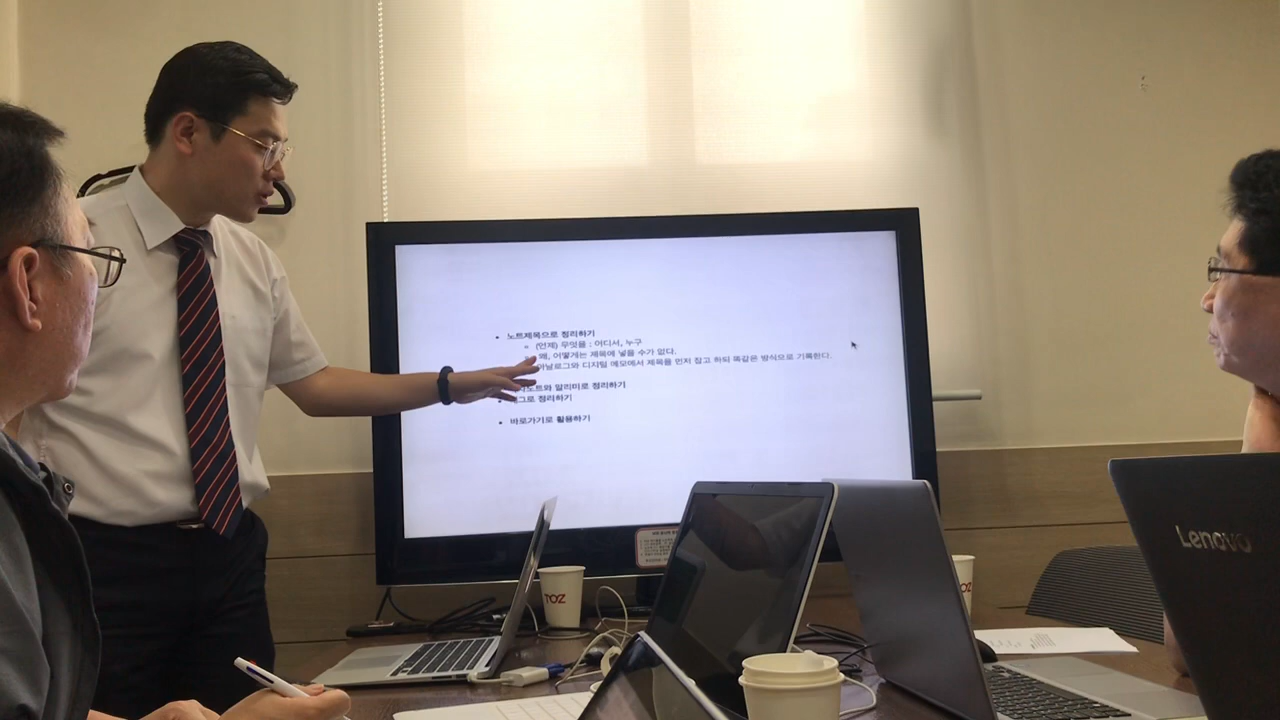 노트제목으로 정리하기
(언제) 무엇을 : 어디서, 누구
왜, 어떻게는 제목에 넣을 수가 없다.
아날로그와 디지털 메모에서 제목을 먼저 잡고 하되 똑같은 방식으로 기록한다.
노트와 알리미로 정리하기
그로 정리하기
바로가기로 활용하기
TOZ
Lenovo